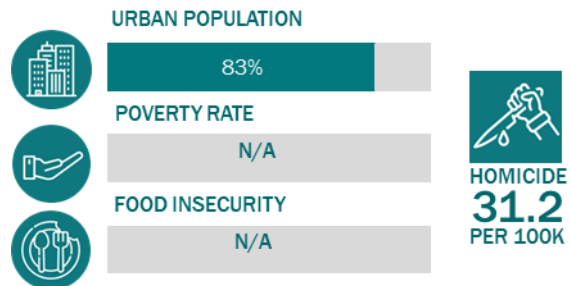 URBAN POPULATION
83%
POVERTY RATE
N/A
FOOD INSECURITY
N/A
HOMICIDE
31.2
PER 100K